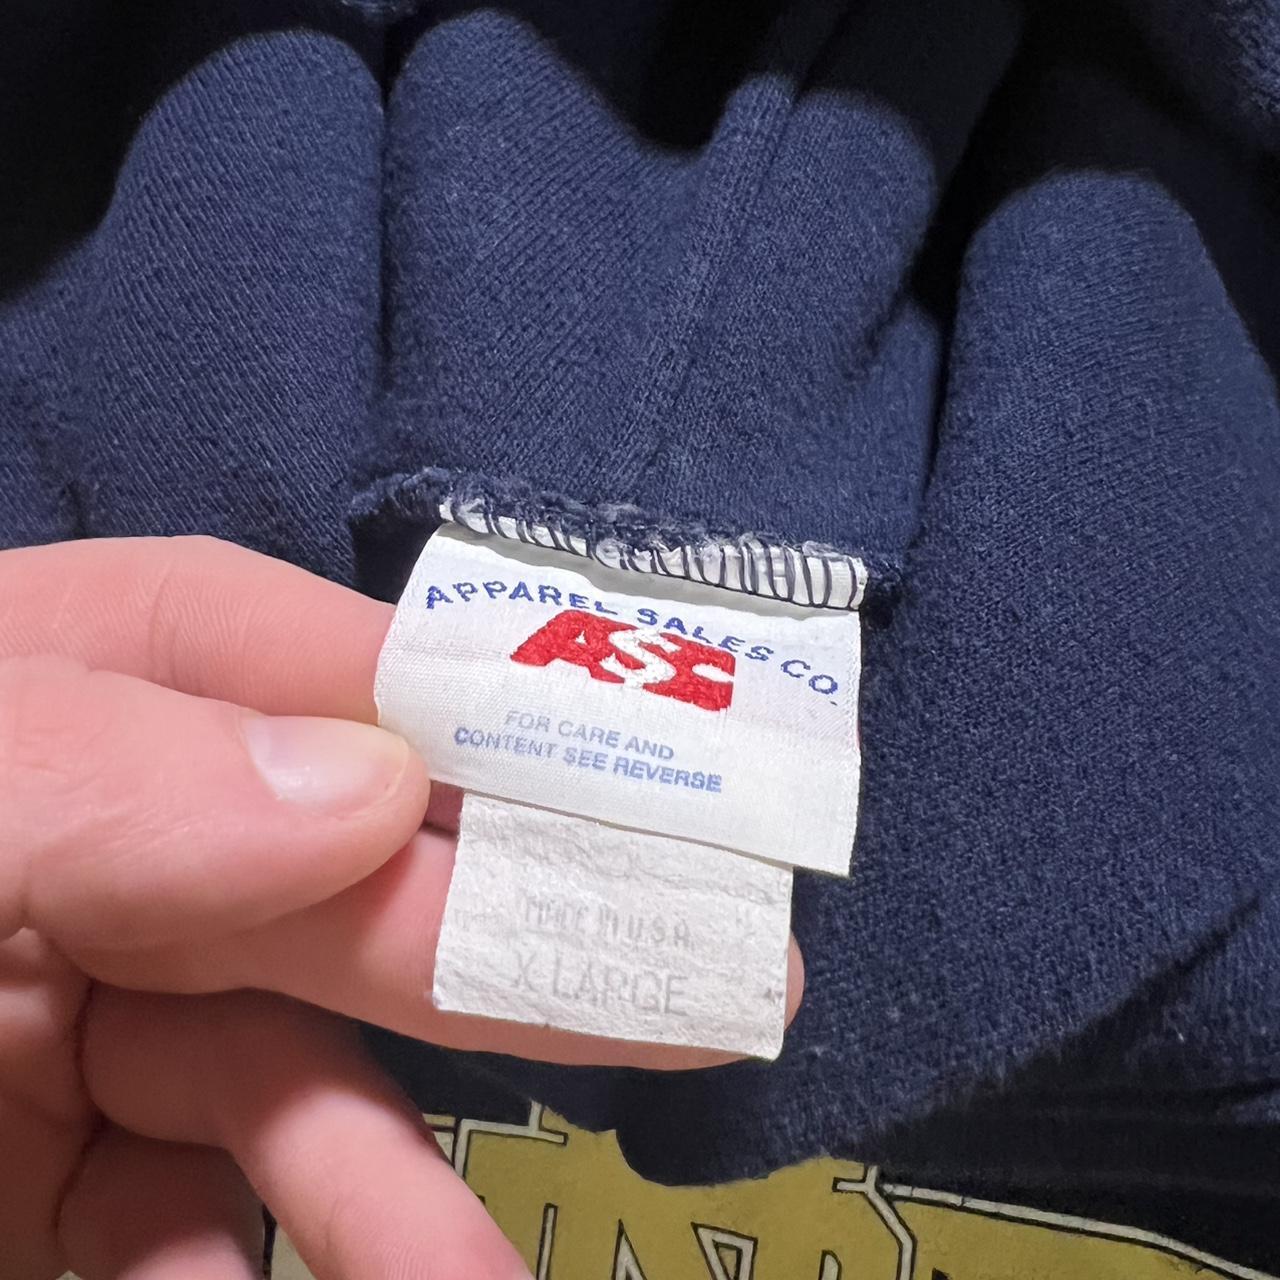 APPAREL SALES CO.
ASC
FOR CARE AND
CONTENT SEE REVERSE
MADE IN U.S.A.
X LARGE